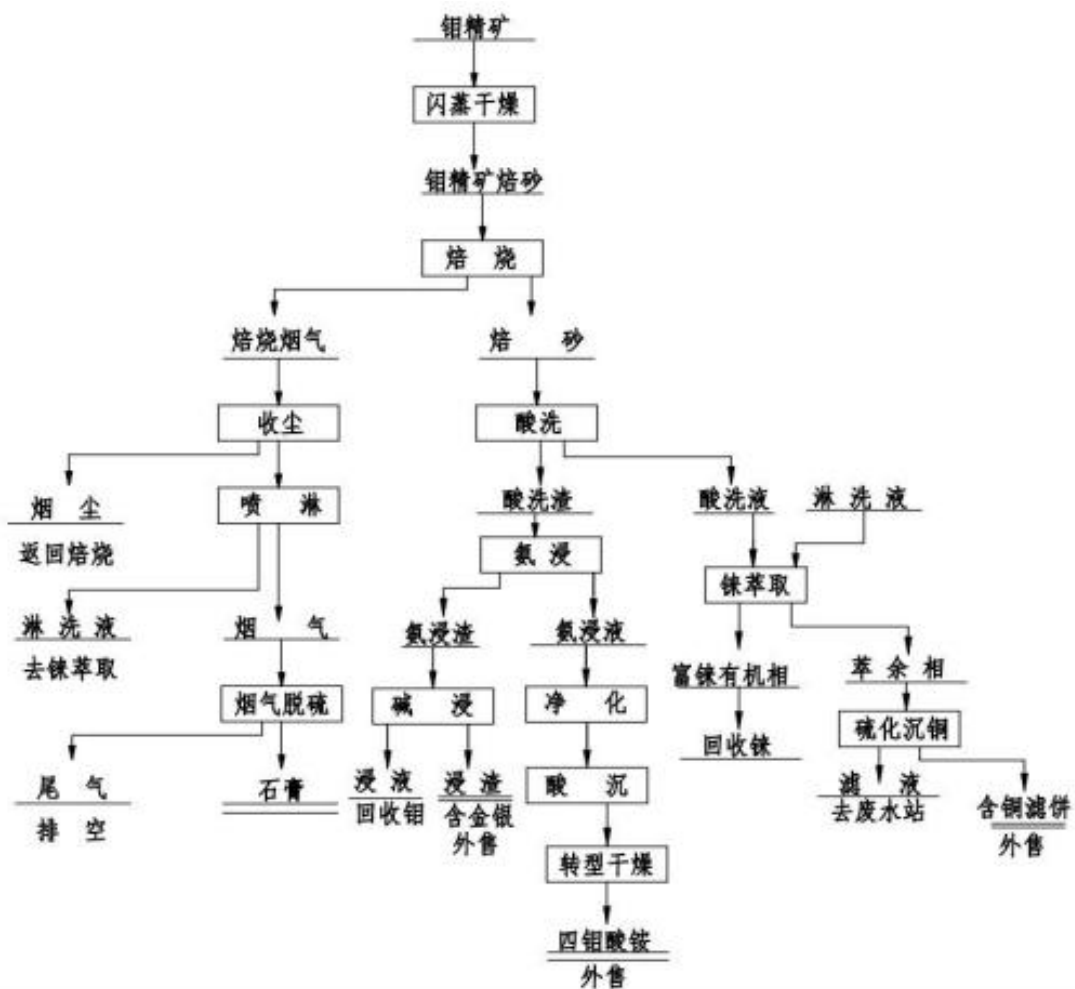 钼精矿
闪蒸干燥
钼精矿焙砂
焙烧
焙烧烟气
焙砂
收尘
酸洗
烟尘
返回焙烧
喷淋
酸洗渣
酸洗液
淋洗液
氨浸
铼萃取
淋洗液
去铼萃取
烟气
氨浸渣
氨浸液
富铼有机相
萃余相
烟气脱硫
碱浸
净化
回收铼
硫化沉铜
尾气
排空
石膏
浸液
回收钼
浸渣
含金银
外售
酸沉
滤液
去废水站
含铜滤饼
外售
转型干燥
四钼酸铵
外售